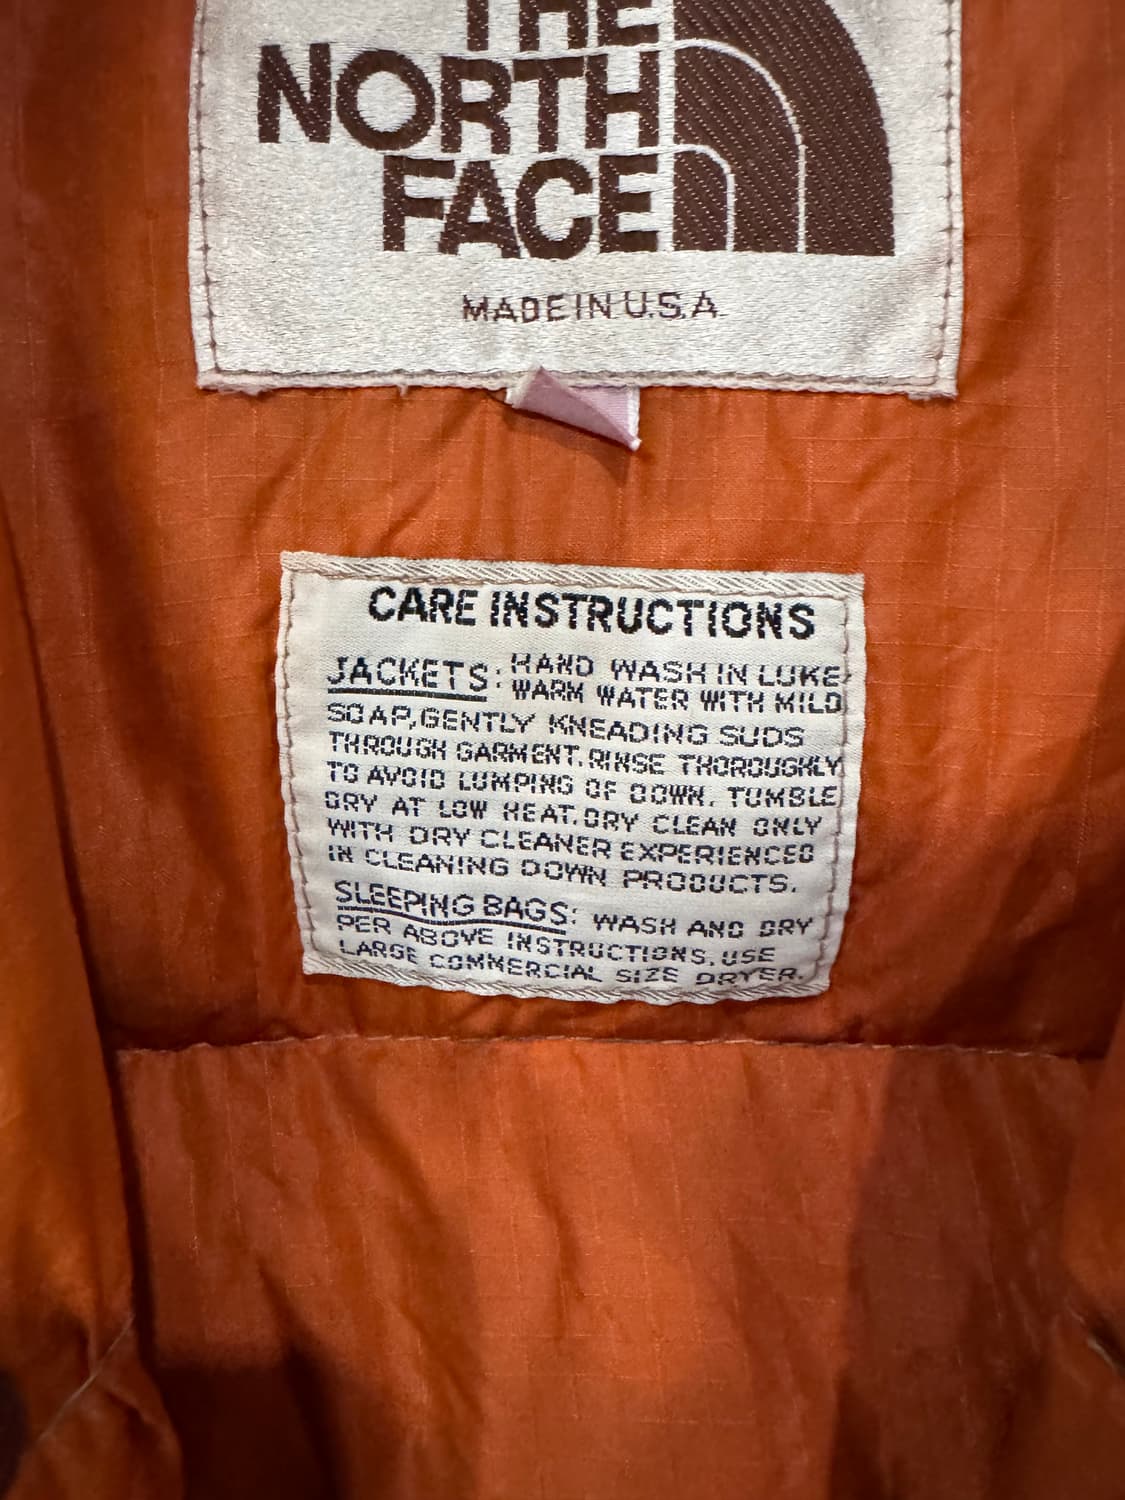 THE
NORTH
FACE
MADE IN U.S.A.
CARE INSTRUCTIONS
JACKETS: HAND WASH IN LUKE-
WARM WATER WITH MILD
SOAP, GENTLY KNEADING SUDS
THROUGH GARMENT. RINSE THOROUGHLY
TO AVOID LUMPING OF DOWN. TUMBLE
DRY AT LOW HEAT. DRY CLEAN ONLY
WITH DRY CLEANER EXPERIENCED
IN CLEANING DOWN PRODUCTS.
SLEEPING BAGS: WASH AND DRY
PER ABOVE INSTRUCTIONS. USE
LARGE COMMERCIAL SIZE DRYER.